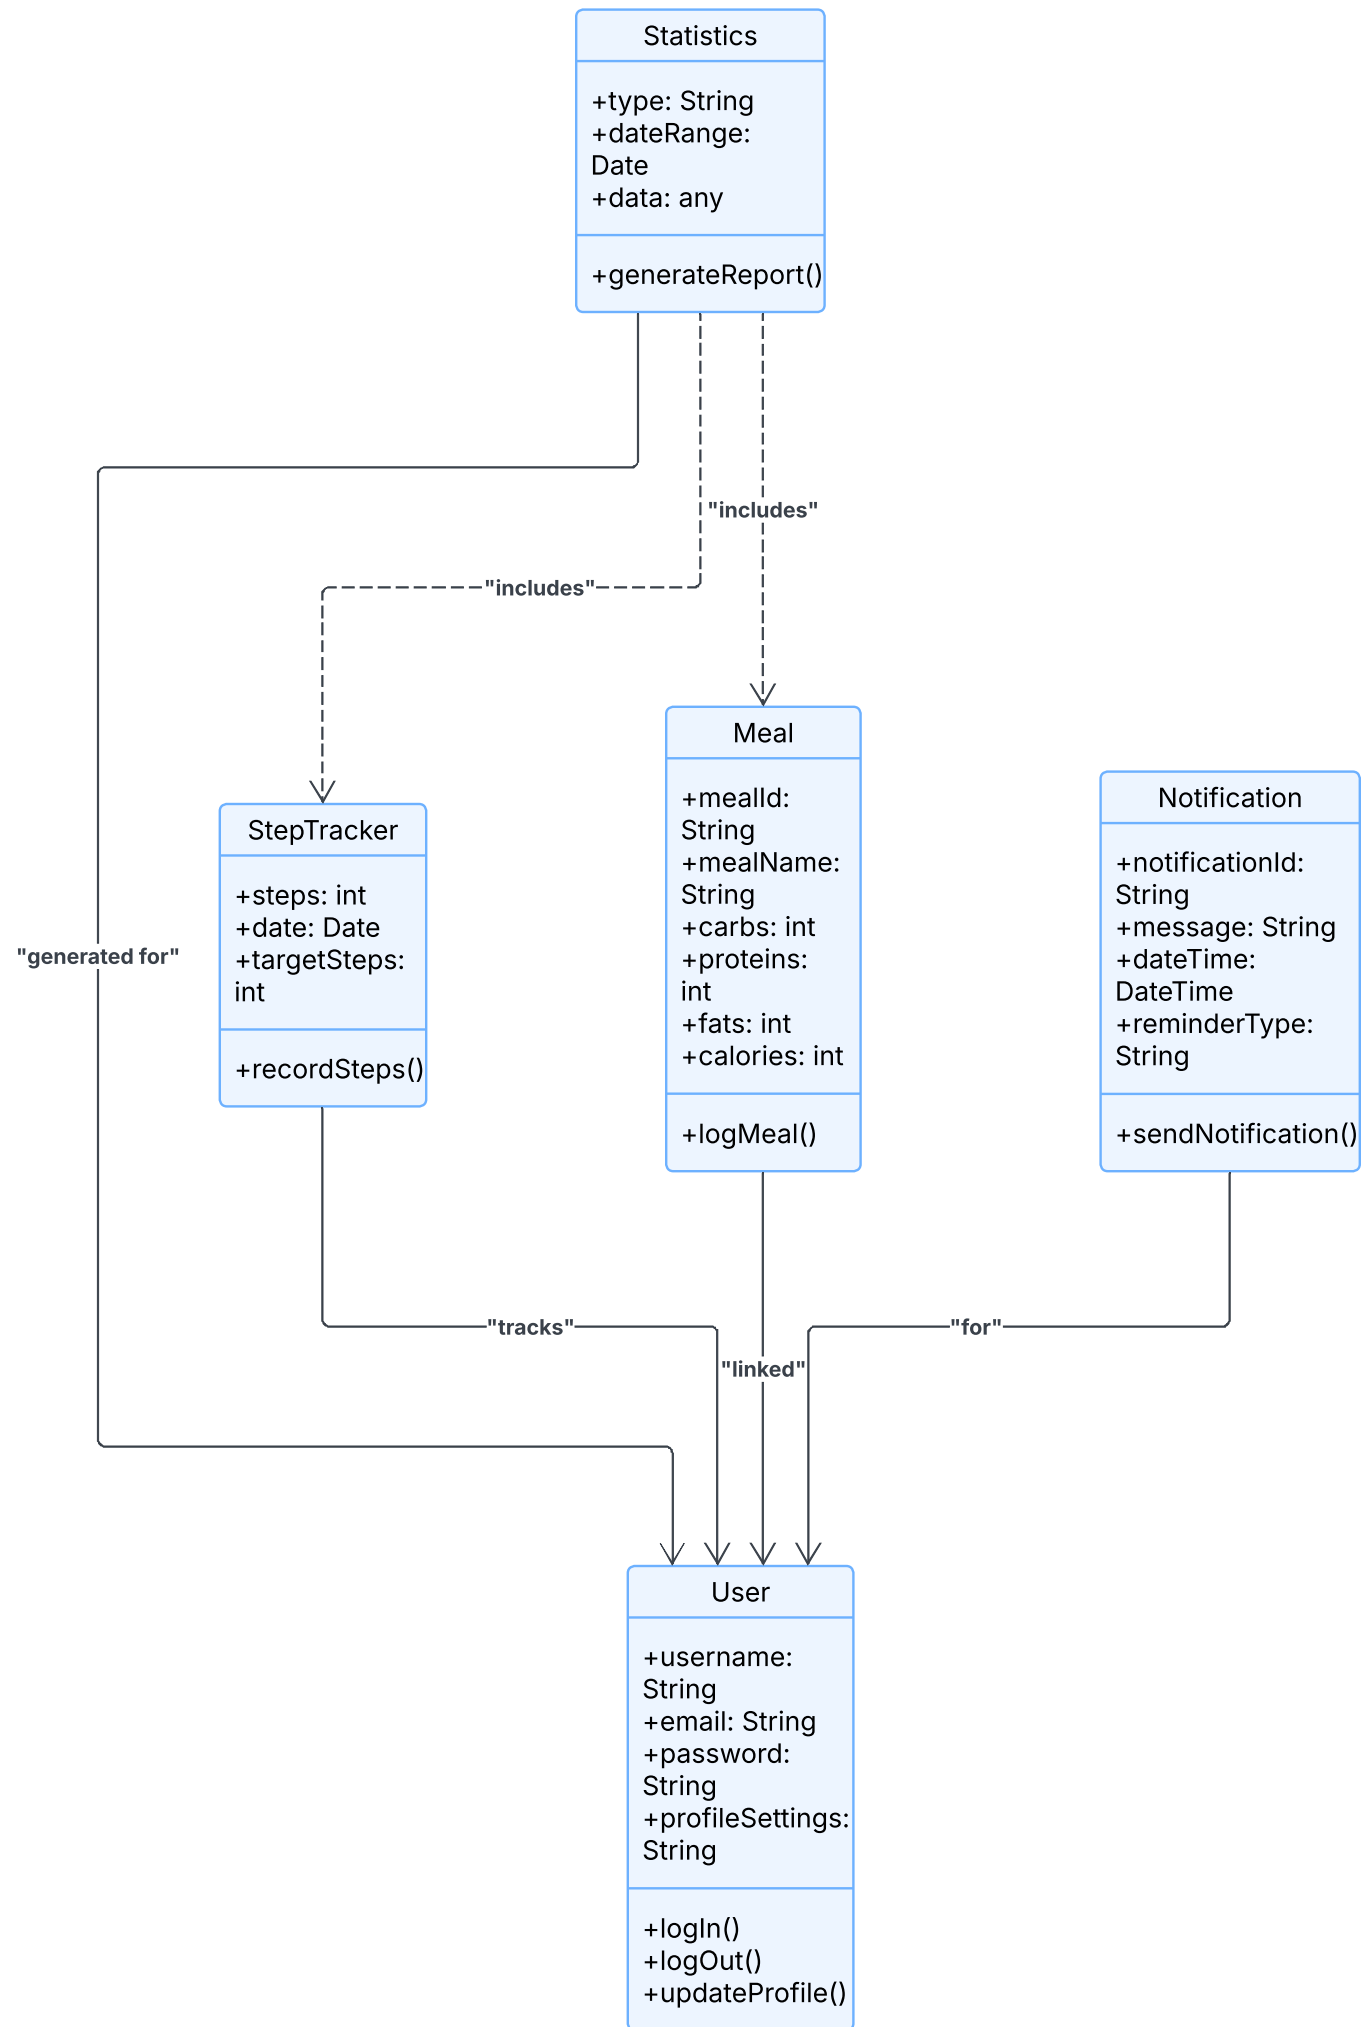 Statistics
+type: String
+dateRange:
Date
+data: any
+generateReport()
"includes"
"includes"
"generated for"
StepTracker
+steps: int
+date: Date
+targetSteps:
int
+recordSteps()
Meal
+mealId:
String
+mealName:
String
+carbs: int
+proteins:
int
+fats: int
+calories: int
+logMeal()
Notification
+notificationId:
String
+message: String
+dateTime:
DateTime
+reminderType:
String
+sendNotification()
"tracks"
"linked"
"for"
User
+username:
String
+email: String
+password:
String
+profileSettings:
String
+logIn()
+logOut()
+updateProfile()